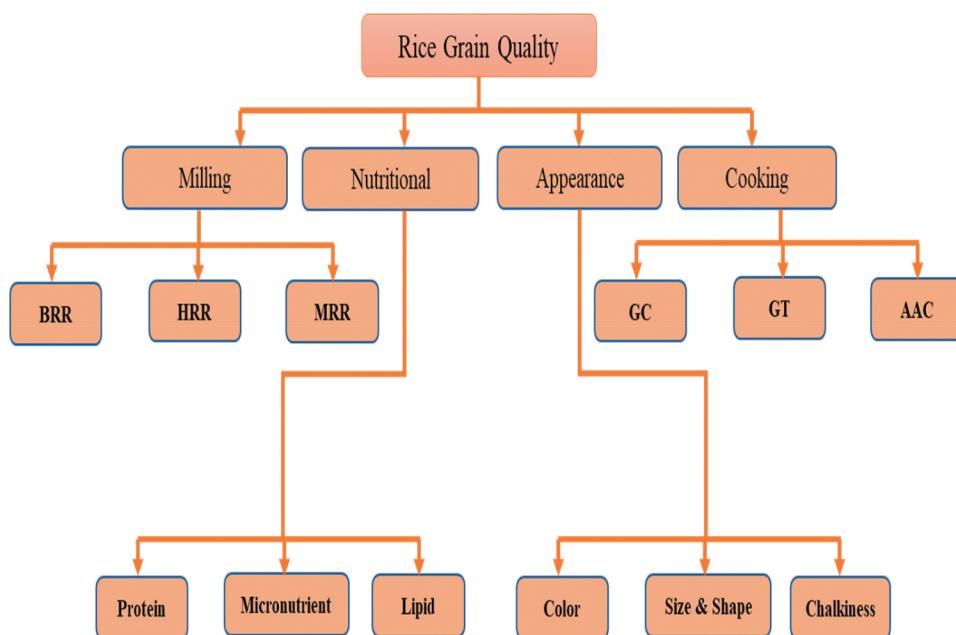 Rice Grain Quality
Milling
Nutritional
Appearance
Cooking
BRR
HRR
MRR
GC
GT
AAC
Protein
Micronutrient
Lipid
Color
Size & Shape
Chalkiness